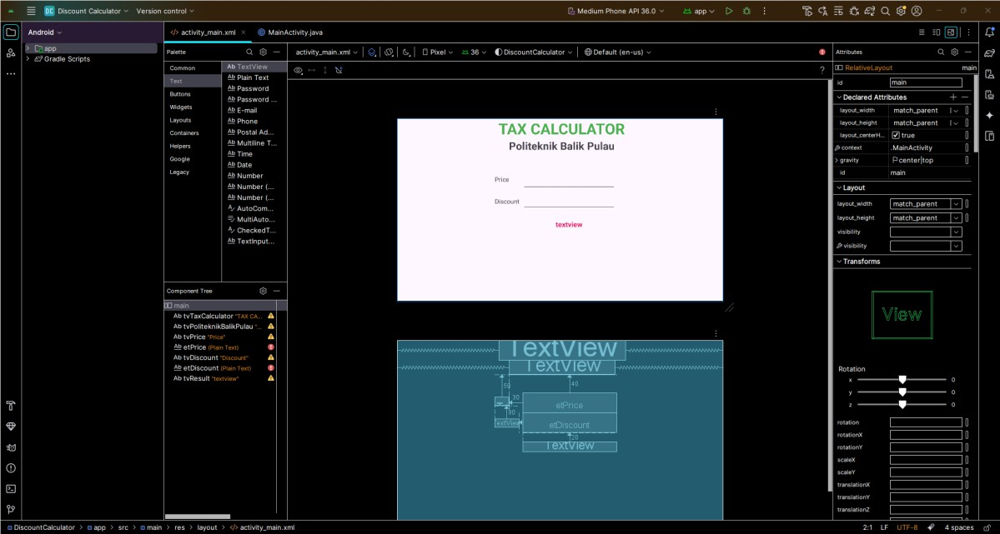 DC Discount Calculator Version control
Medium Phone API 36.0 app
Android
app
Gradle Scripts
activity_main.xml MainActivity.java
Palette
Common
Text
Buttons
Widgets
Layouts
Containers
Helpers
Google
Legacy
Ab TextView
Ab Plain Text
Ab Password
Ab Password ...
Ab E-mail
Ab Phone
Ab Postal Ad...
Ab Multiline T...
Ab Time
Ab Date
Ab Number
Ab Number (...
Ab Number (...
AutoCom...
MultiAuto...
CheckedT...
Ab TextInput...
Component Tree
main
Ab tvTaxCalculator "TAX CA...
Ab tvPoliteknikBalikPulau "...
Ab tvPrice "Price"
Ab etPrice (Plain Text)
Ab tvDiscount "Discount"
Ab etDiscount (Plain Text)
Ab tvResult "textview"
activity_main.xml Pixel 36 DiscountCalculator Default (en-us)
?
TAX CALCULATOR
Politeknik Balik Pulau
Price
Discount
textview
TextView
TextView
50
40
30
etPrice
30
extView
etDiscount
20
TextView
Attributes
RelativeLayout main
id main
Declared Attributes
layout_width match_parent
layout_height match_parent
layout_centerH... true
context .MainActivity
gravity center|top
id main
Layout
layout_width match_parent
layout_height match_parent
visibility
visibility
Transforms
View
Rotation
x 0
y 0
z 0
rotation
rotationX
rotationY
scaleX
scaleY
translationX
translationY
translationZ
DiscountCalculator > app > src > main > res > layout > activity_main.xml
2:1 LF UTF-8 4 spaces